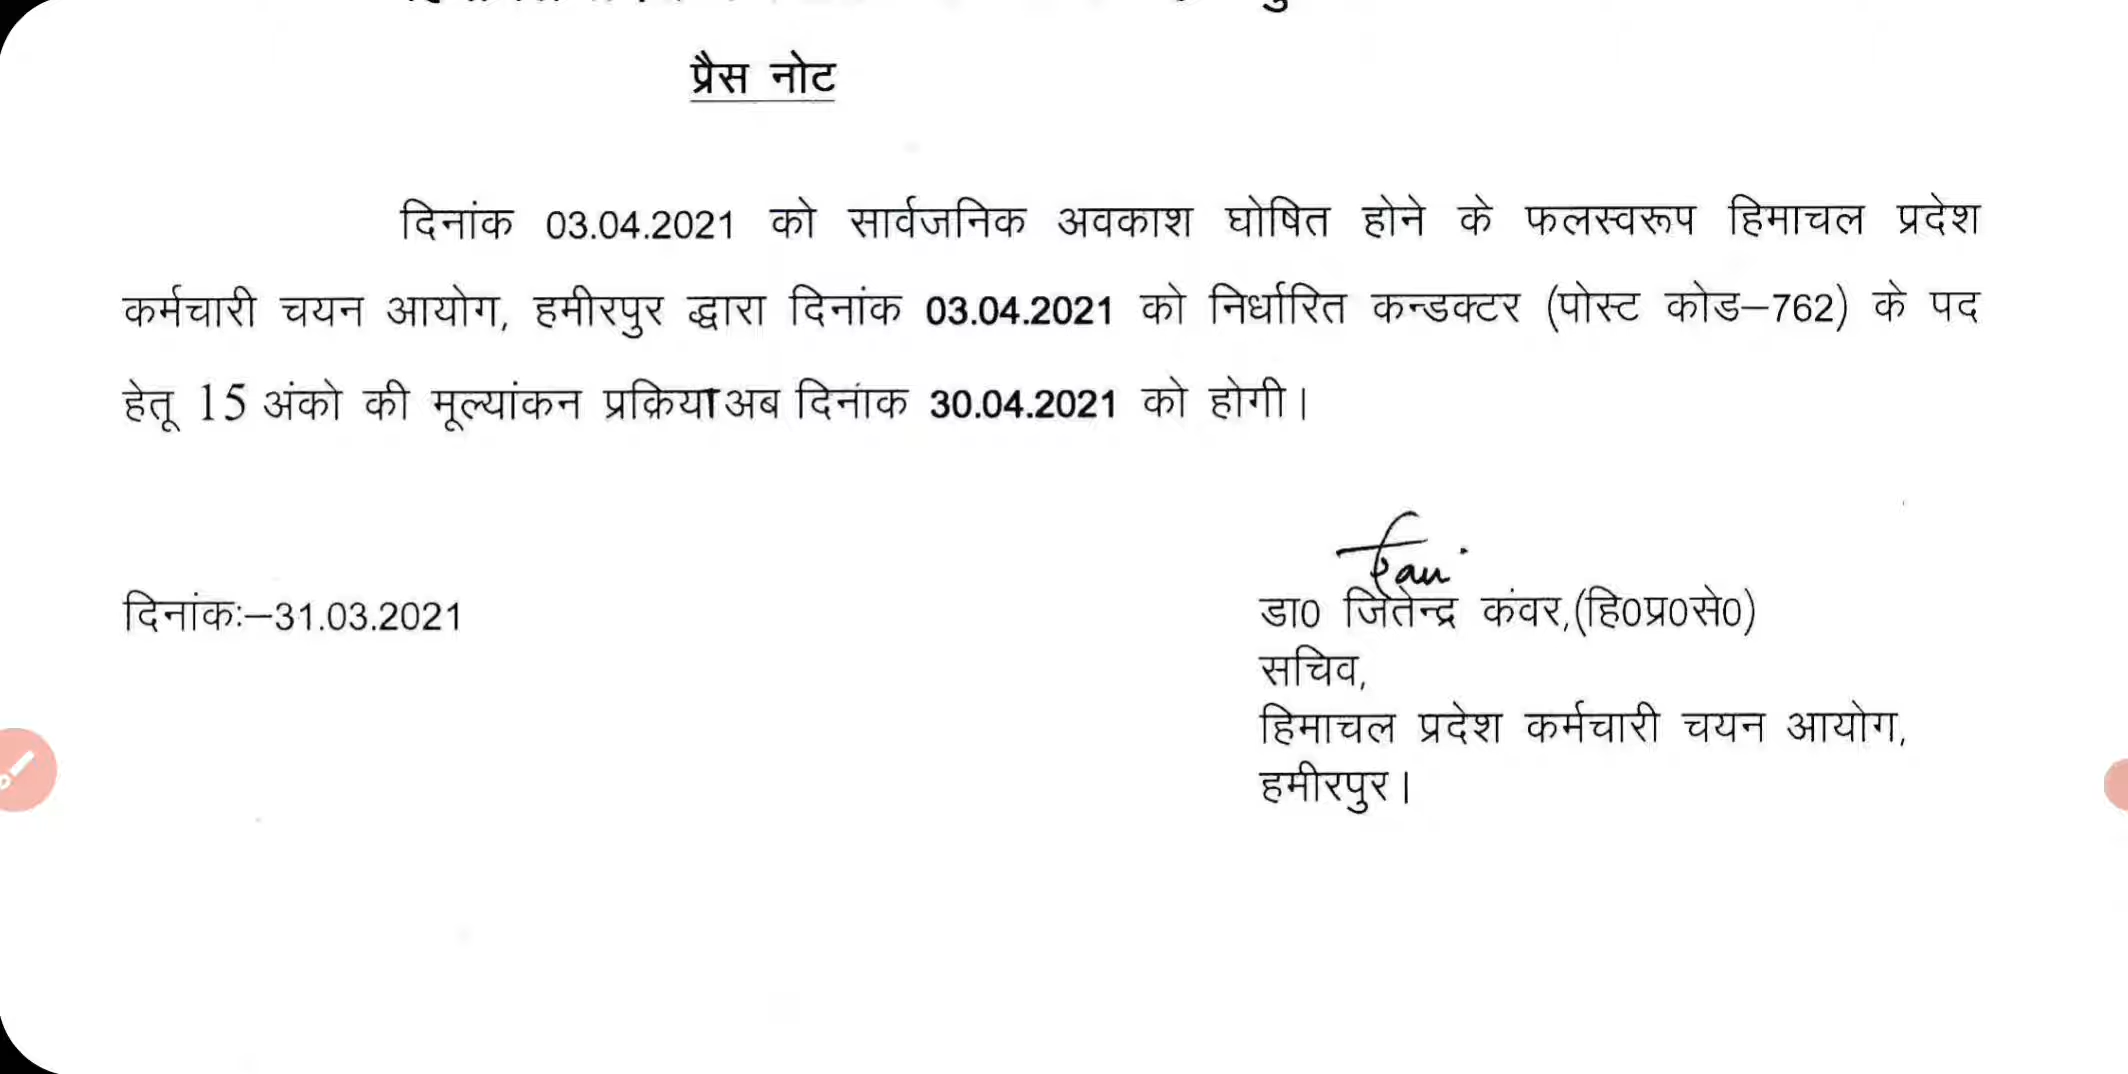 प्रैस नोट
दिनांक 03.04.2021 को सार्वजनिक अवकाश घोषित होने के फलस्वरूप हिमाचल प्रदेश
कर्मचारी चयन आयोग, हमीरपुर द्धारा दिनांक 03.04.2021 को निर्धारित कन्डक्टर (पोस्ट कोड–762) के पद
हेतू 15 अंको की मूल्यांकन प्रक्रिया अब दिनांक 30.04.2021 को होगी।
दिनांकः–31.03.2021
डा0 जितेन्द्र कंवर,(हि0प्र0से0)
सचिव,
हिमाचल प्रदेश कर्मचारी चयन आयोग,
हमीरपुर।